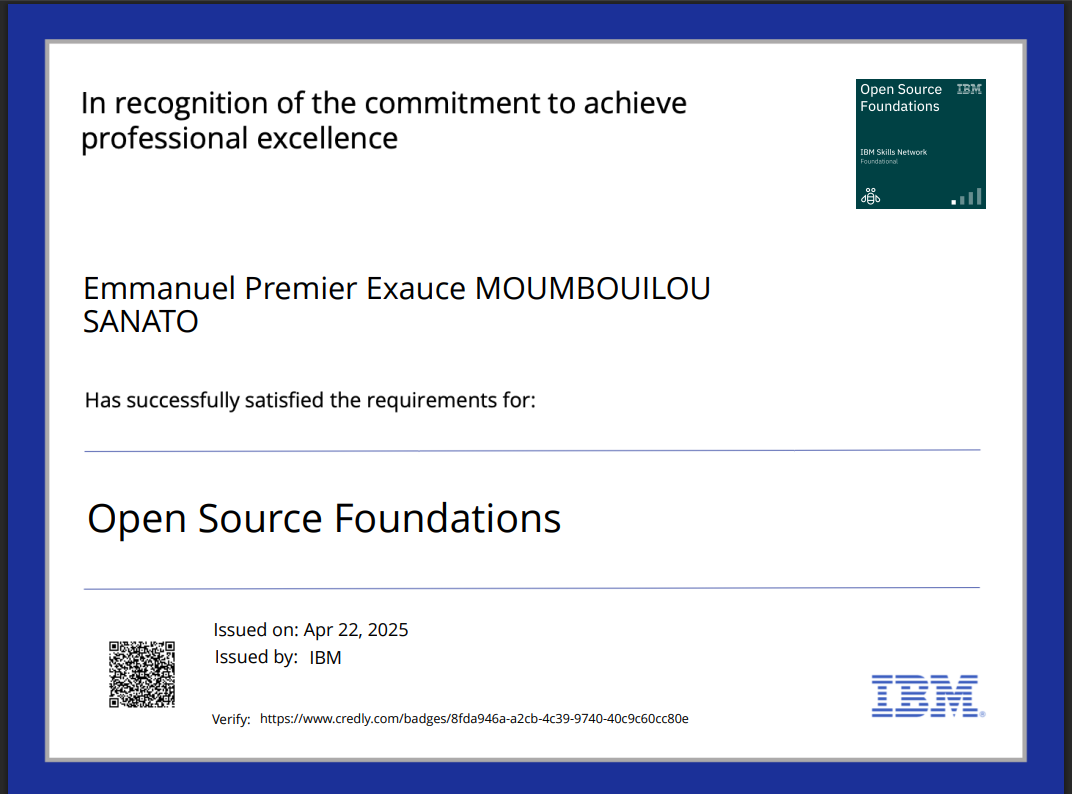 In recognition of the commitment to achieve
professional excellence
Open Source IBM
Foundations
IBM Skills Network
Foundational
Emmanuel Premier Exauce MOUMBOUILOU
SANATO
Has successfully satisfied the requirements for:
Open Source Foundations
Issued on: Apr 22, 2025
Issued by: IBM
Verify: https://www.credly.com/badges/8fda946a-a2cb-4c39-9740-40c9c60cc80e
IBM®